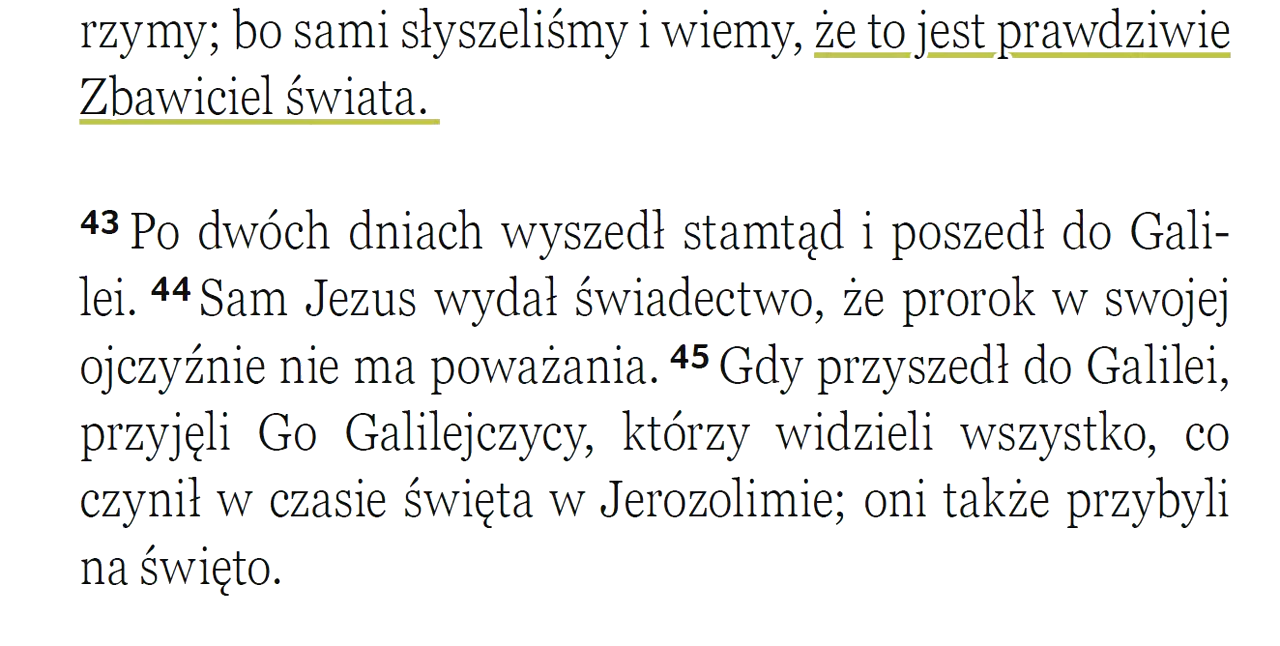 rzymy; bo sami słyszeliśmy i wiemy, że to jest prawdziwie
Zbawiciel świata.
43 Po dwóch dniach wyszedł stamtąd i poszedł do Gali-
lei. 44 Sam Jezus wydał świadectwo, że prorok w swojej
ojczyźnie nie ma poważania. 45 Gdy przyszedł do Galilei,
przyjęli Go Galilejczycy, którzy widzieli wszystko, co
czynił w czasie święta w Jerozolimie; oni także przybyli
na święto.